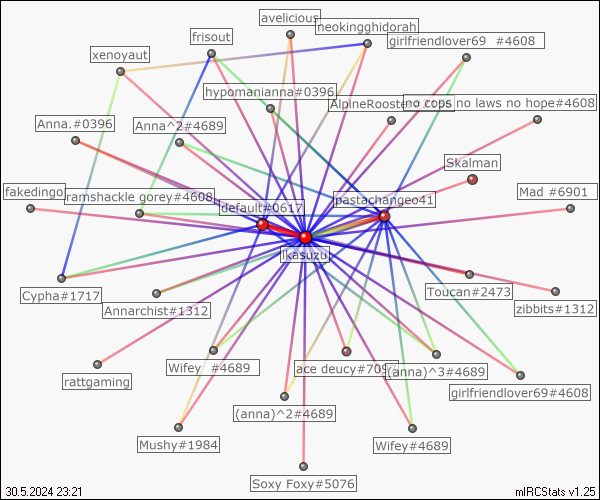 avelicious
neokingghidorah
frisout
girlfriendlover69 #4608
xenoyaut
hypomanianna#0396
AlpineRooster
no cops no laws no hope#4608
Anna.#0396
Anna^2#4689
Skalman
fakedingo
ramshackle gorey#4608
pastachangeo41
Mad #6901
default#0617
jkasuzu
Cypha#1717
Annarchist#1312
Toucan#2473
zibbits#1312
Wifey #4689
ace deucy#709
(anna)^3#4689
rattgaming
girlfriendlover69#4608
(anna)^2#4689
Mushy#1984
Wifey#4689
Soxy Foxy#5076
30.5.2024 23:21
mIRCStats v1.25